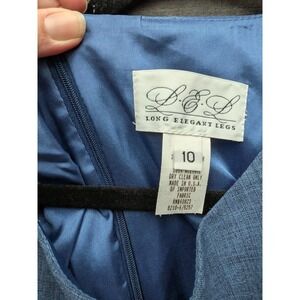 L.E.L
LONG ELEGANT LEGS
10
DRY CLEAN ONLY
MADE IN U.S.A.
OF IMPORTED
FABRIC